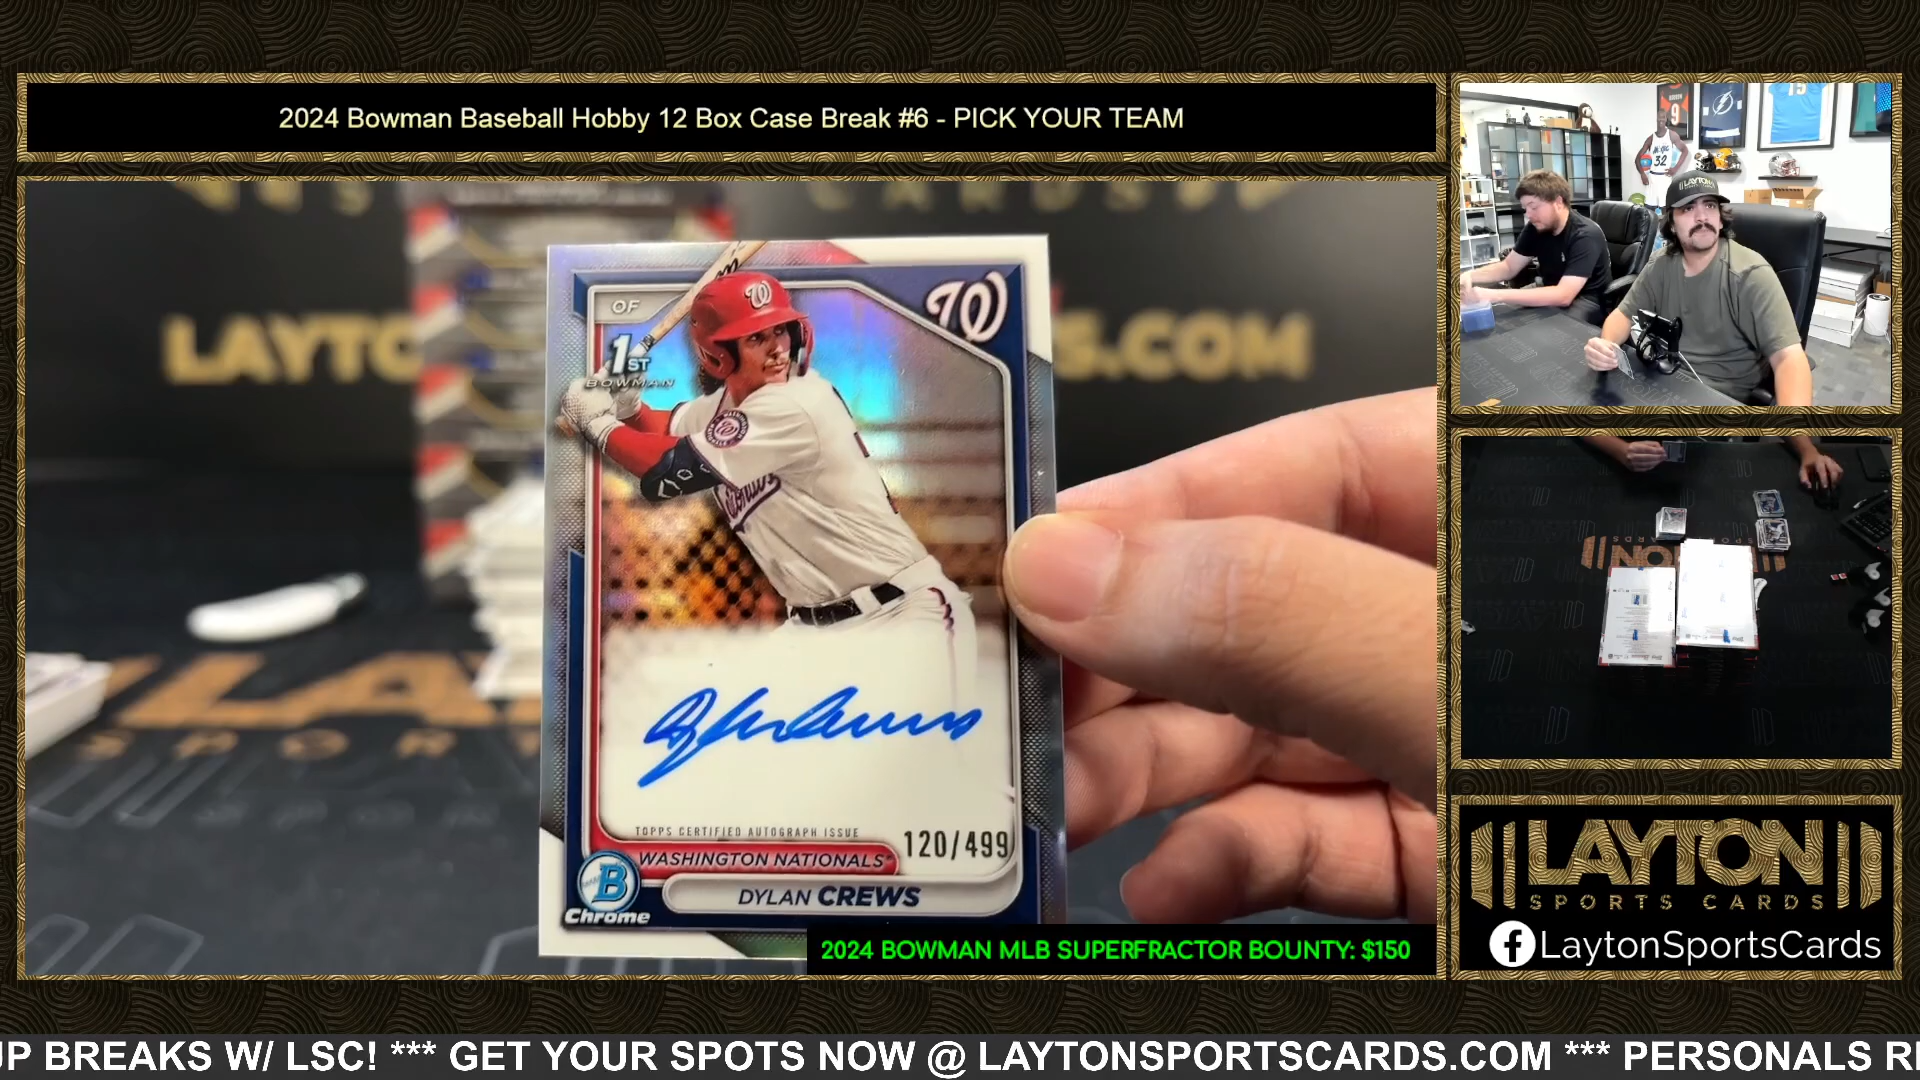 2024 Bowman Baseball Hobby 12 Box Case Break #6 - PICK YOUR TEAM
OF
1ST
BOWMAN
W
W
TOPPS CERTIFIED AUTOGRAPH ISSUE
120/499
WASHINGTON NATIONALS
DYLAN CREWS
B
Chrome
2024 BOWMAN MLB SUPERFRACTOR BOUNTY: $150
LAYTON
SPORTS CARDS
f LaytonSportsCards
UP BREAKS W/ LSC! *** GET YOUR SPOTS NOW @ LAYTONSPORTSCARDS.COM *** PERSONALS